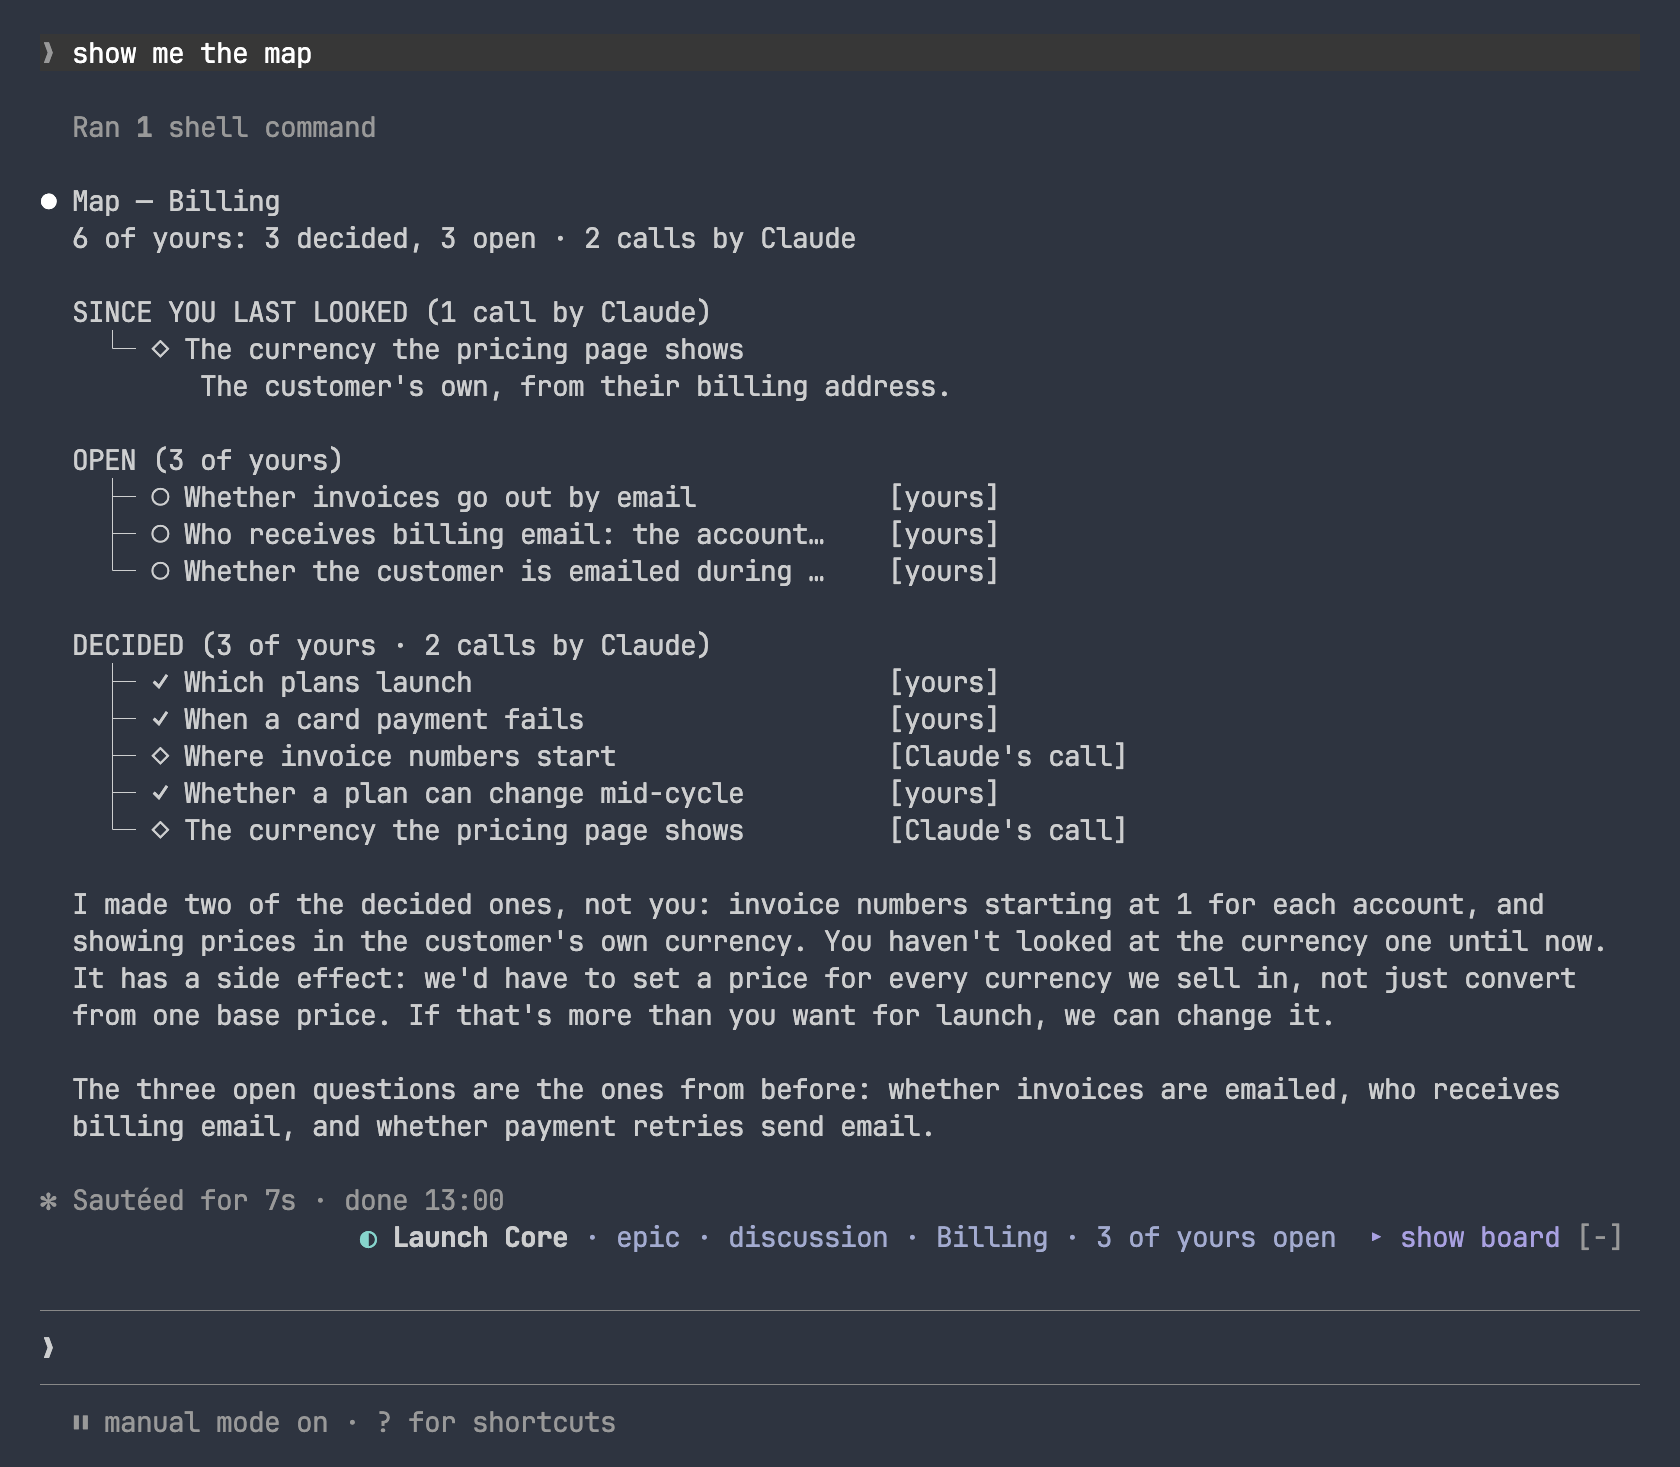 ❫ show me the map
Ran 1 shell command
● Map — Billing
6 of yours: 3 decided, 3 open · 2 calls by Claude
SINCE YOU LAST LOOKED (1 call by Claude)
└─ ◇ The currency the pricing page shows
The customer's own, from their billing address.
OPEN (3 of yours)
├─ ○ Whether invoices go out by email [yours]
├─ ○ Who receives billing email: the account… [yours]
└─ ○ Whether the customer is emailed during … [yours]
DECIDED (3 of yours · 2 calls by Claude)
├─ ✓ Which plans launch [yours]
├─ ✓ When a card payment fails [yours]
├─ ◇ Where invoice numbers start [Claude's call]
├─ ✓ Whether a plan can change mid-cycle [yours]
└─ ◇ The currency the pricing page shows [Claude's call]
I made two of the decided ones, not you: invoice numbers starting at 1 for each account, and
showing prices in the customer's own currency. You haven't looked at the currency one until now.
It has a side effect: we'd have to set a price for every currency we sell in, not just convert
from one base price. If that's more than you want for launch, we can change it.
The three open questions are the ones from before: whether invoices are emailed, who receives
billing email, and whether payment retries send email.
✻ Sautéed for 7s · done 13:00
◐ Launch Core · epic · discussion · Billing · 3 of yours open ▸ show board [-]
❫
⏸ manual mode on · ? for shortcuts